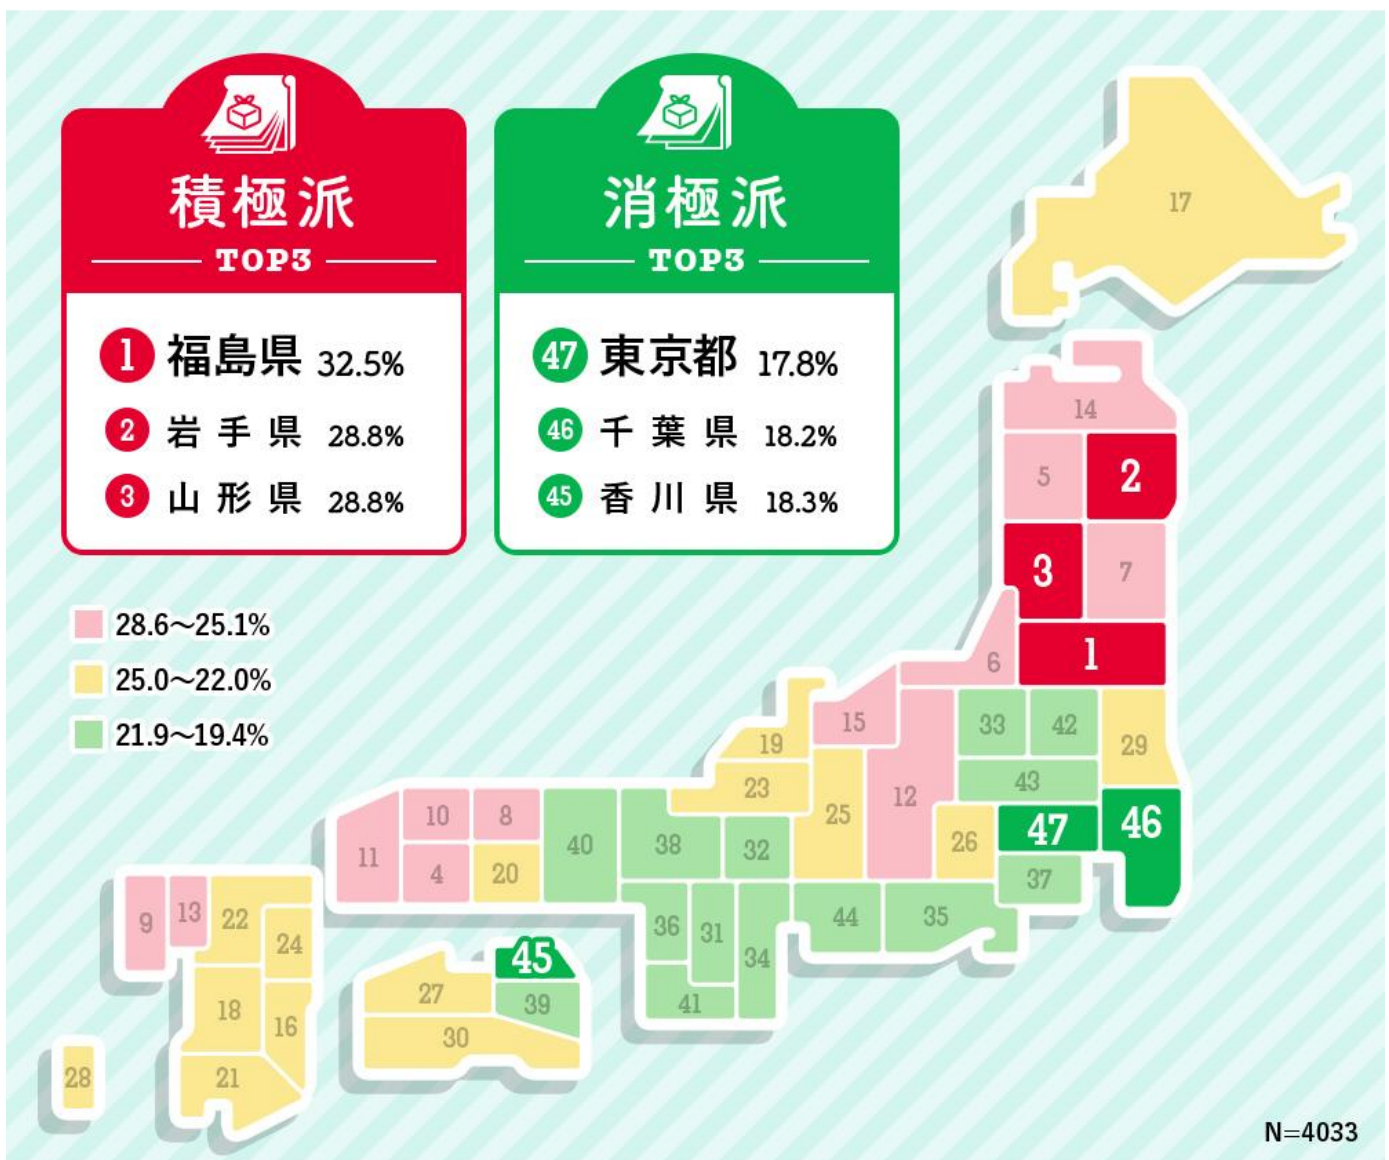 積極派
TOP3
1 福島県 32.5%
2 岩手県 28.8%
3 山形県 28.8%
消極派
TOP3
47 東京都 17.8%
46 千葉県 18.2%
45 香川県 18.3%
28.6〜25.1%
25.0〜22.0%
21.9〜19.4%
17
14
5 2
3 7
6 1
15 33 42 29
19
23 25 12 43
10 8 40 38 32 26 47 46
11 4 20 37
9 13 22 24 36 31 34 44 35
45
27 39 41
18 16 30
28 21
N=4033